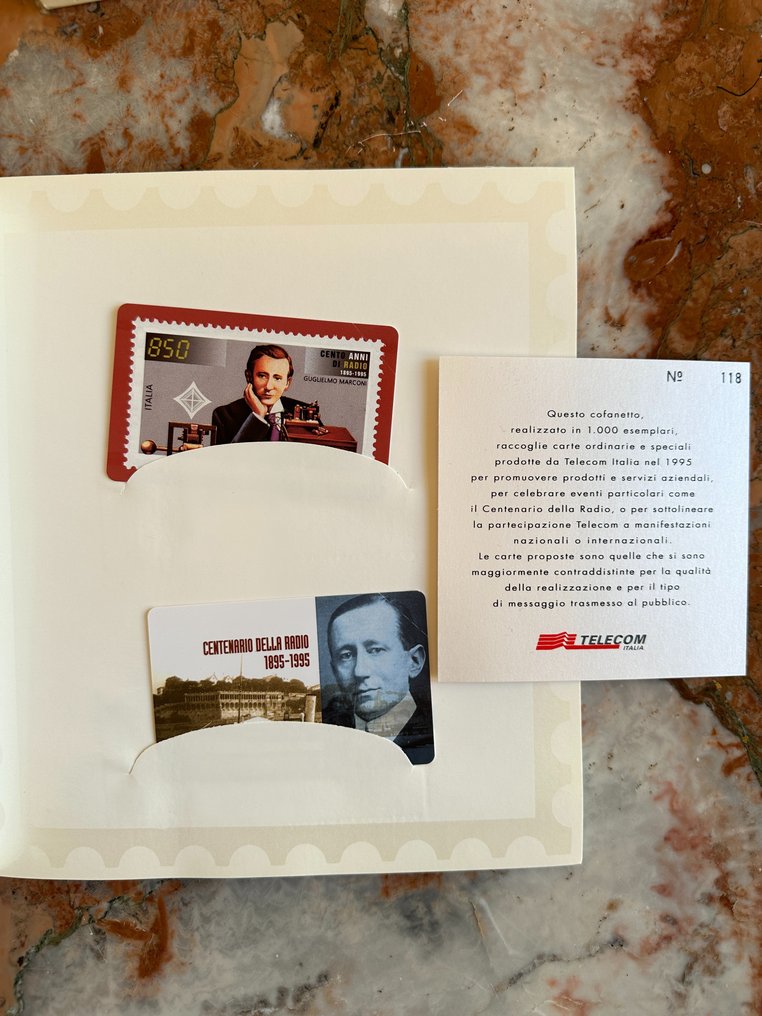 850
ITALIA
CENTO ANNI
DI RADIO
1895-1995
GUGLIELMO MARCONI
CENTENARIO DELLA RADIO
1895-1995
Nº 118
Questo cofanetto,
realizzato in 1.000 esemplari,
raccoglie carte ordinarie e speciali
prodotte da Telecom Italia nel 1995
per promuovere prodotti e servizi aziendali,
per celebrare eventi particolari come
il Centenario della Radio, o per sottolineare
la partecipazione Telecom a manifestazioni
nazionali o internazionali.
Le carte proposte sono quelle che si sono
maggiormente contraddistinte per la qualità
della realizzazione e per il tipo
di messaggio trasmesso al pubblico.
TELECOM
ITALIA